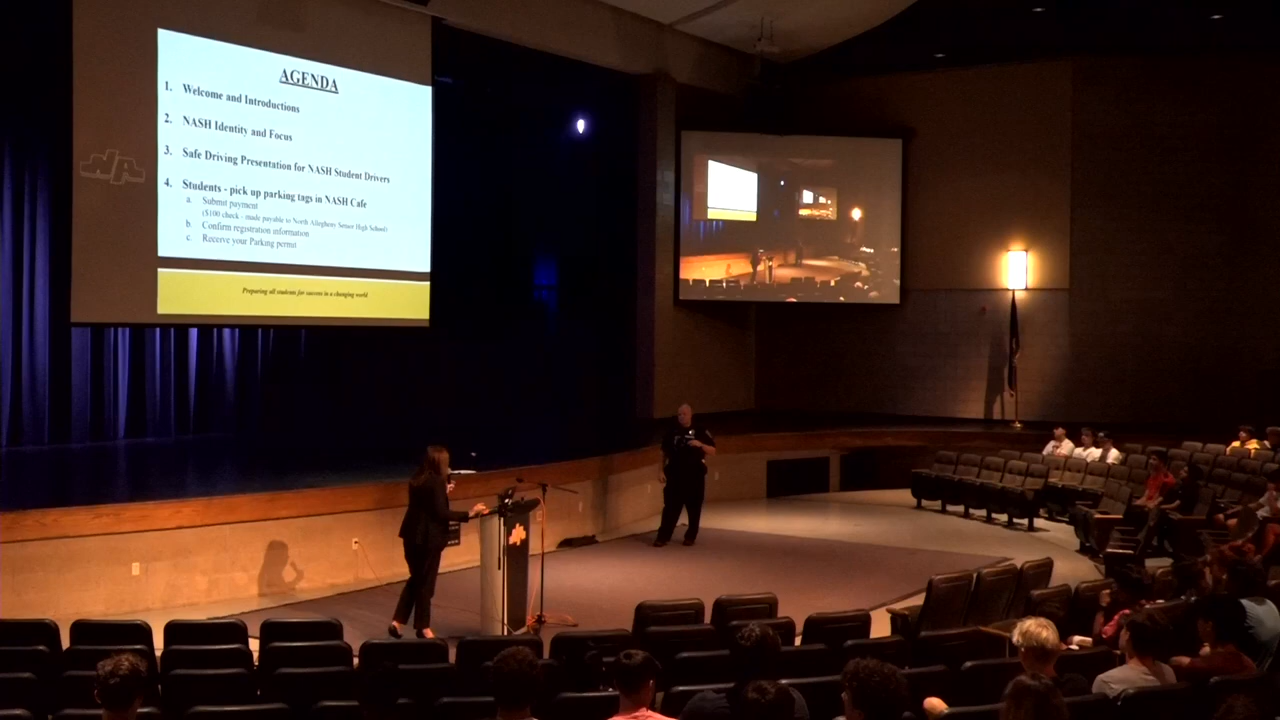 AGENDA
1. Welcome and Introductions
2. NASH Identity and Focus
3. Safe Driving Presentation for NASH Student Drivers
4. Students - pick up parking tags in NASH Cafe
a. Submit payment
($100 check - made payable to North Allegheny Senior High School)
b. Confirm registration information
c. Receive your Parking permit
Preparing all students for success in a changing world